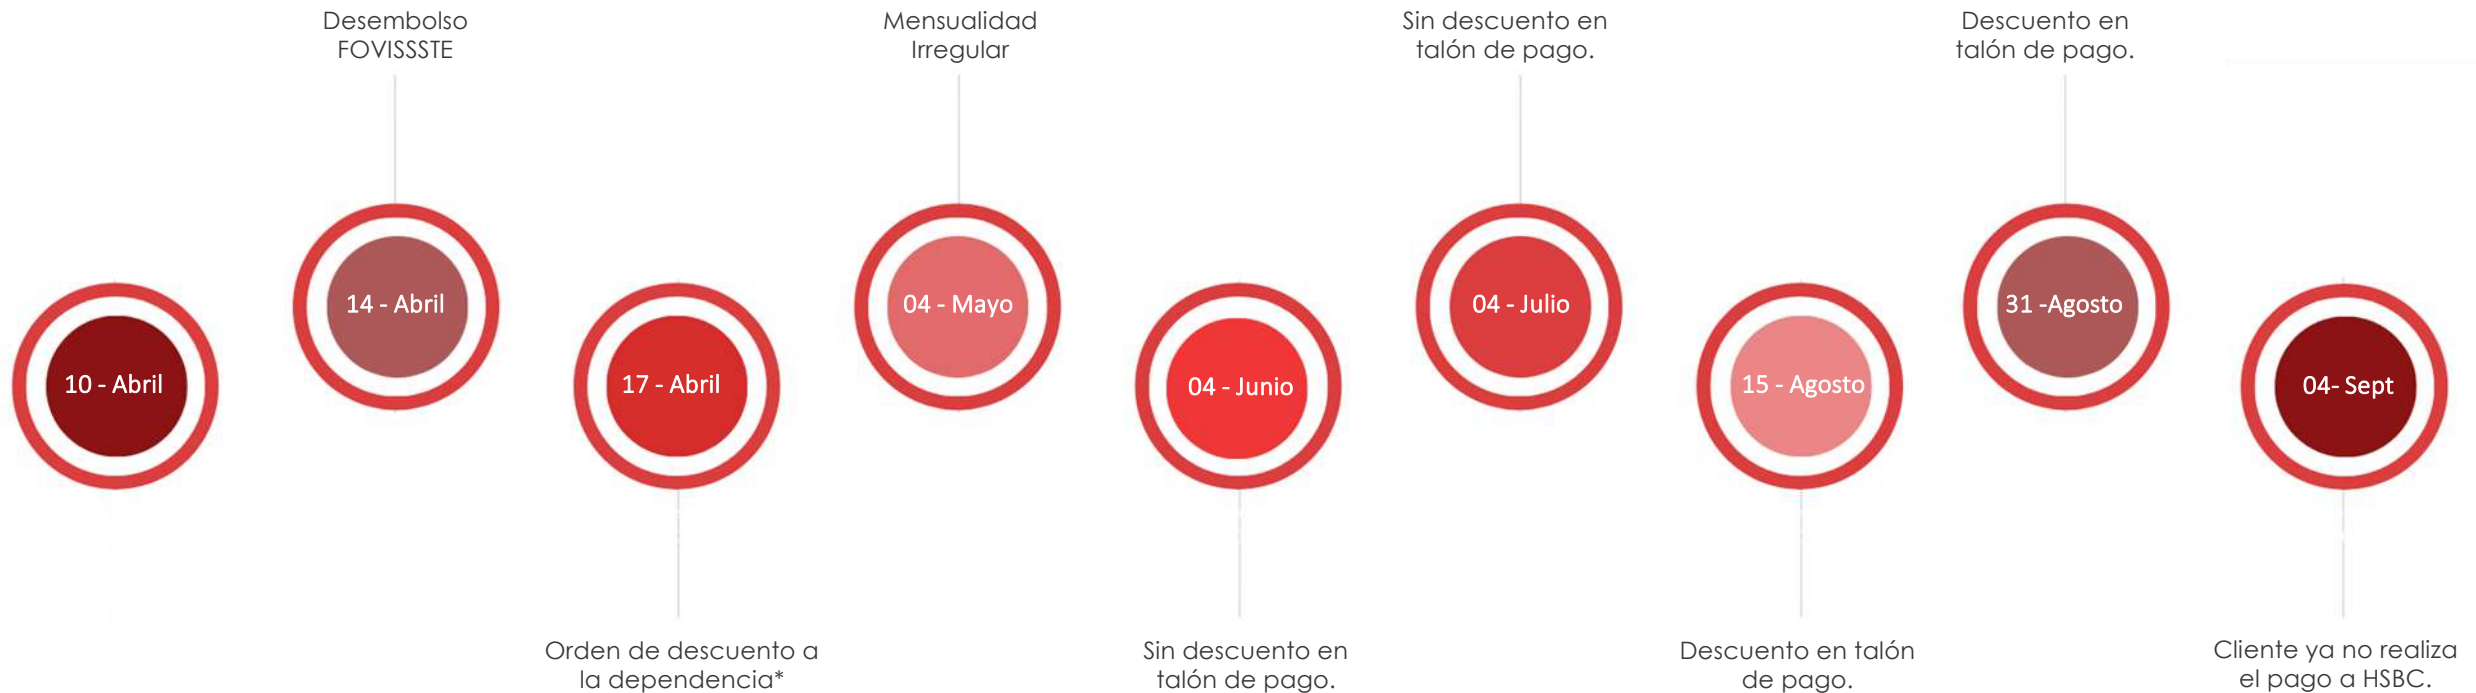 Desembolso
FOVISSSTE
Mensualidad
Irregular
Sin descuento en
talón de pago.
Descuento en
talón de pago.
10 - Abril
14 - Abril
17 - Abril
04 - Mayo
04 - Junio
04 - Julio
15 - Agosto
31 -Agosto
04- Sept
Orden de descuento a
la dependencia*
Sin descuento en
talón de pago.
Descuento en talón
de pago.
Cliente ya no realiza
el pago a HSBC.